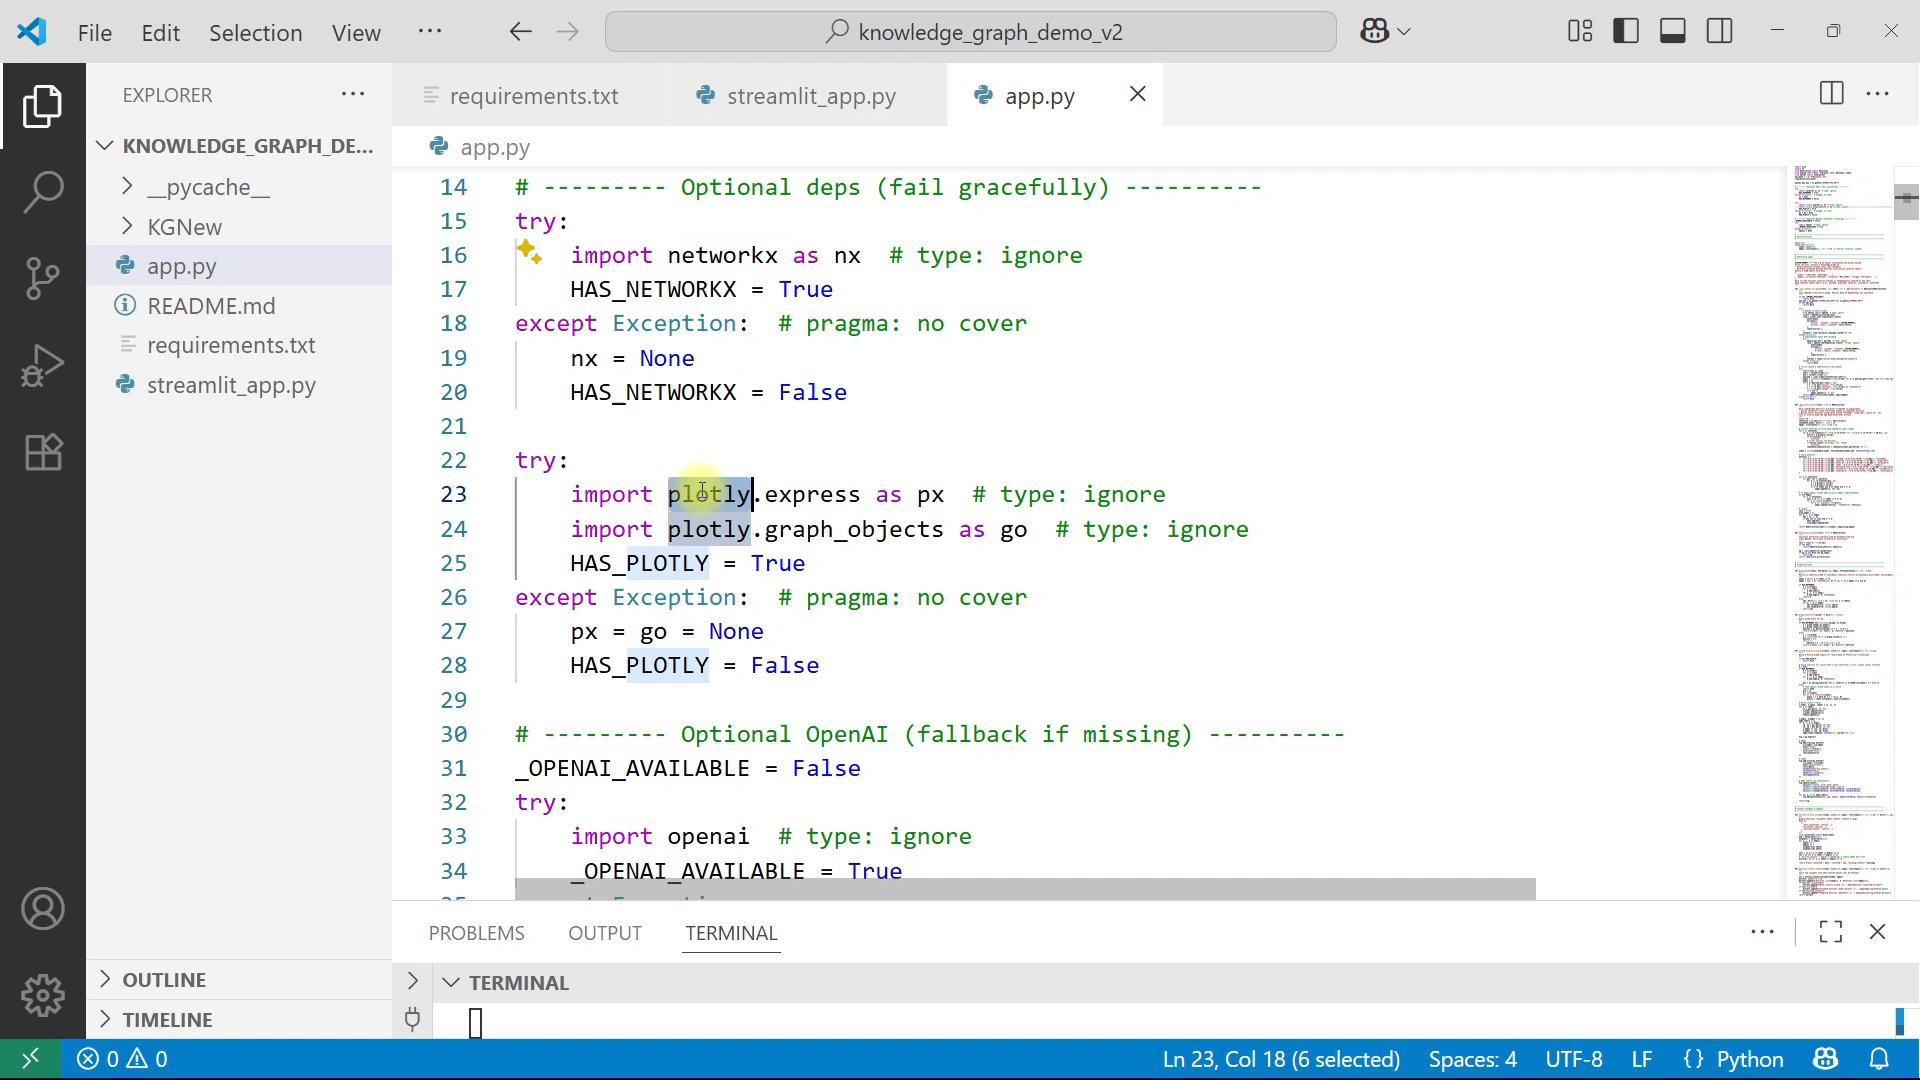 File Edit Selection View ··· knowledge_graph_demo_v2
EXPLORER ···
requirements.txt streamlit_app.py app.py
KNOWLEDGE_GRAPH_DE...
__pycache__
KGNew
app.py
README.md
requirements.txt
streamlit_app.py
OUTLINE
TIMELINE
app.py
14 # --------- Optional deps (fail gracefully) ----------
15 try:
16 import networkx as nx # type: ignore
17 HAS_NETWORKX = True
18 except Exception: # pragma: no cover
19 nx = None
20 HAS_NETWORKX = False
21
22 try:
23 import plotly.express as px # type: ignore
24 import plotly.graph_objects as go # type: ignore
25 HAS_PLOTLY = True
26 except Exception: # pragma: no cover
27 px = go = None
28 HAS_PLOTLY = False
29
30 # --------- Optional OpenAI (fallback if missing) ----------
31 _OPENAI_AVAILABLE = False
32 try:
33 import openai # type: ignore
34 _OPENAI_AVAILABLE = True
PROBLEMS OUTPUT TERMINAL
TERMINAL
0 0 Ln 23, Col 18 (6 selected) Spaces: 4 UTF-8 LF {} Python